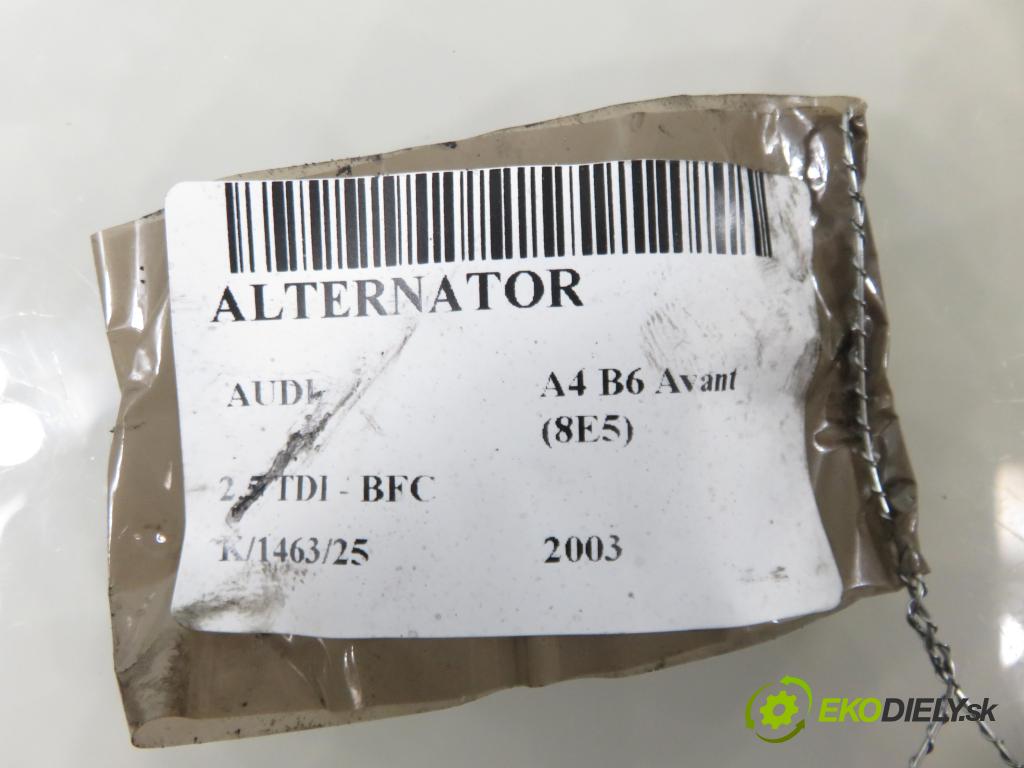 ALTERNATOR
AUDI
A4 B6 Avant
(8E5)
2.5 TDI - BFC
K/1463/25
2003
EKODIELY.sk